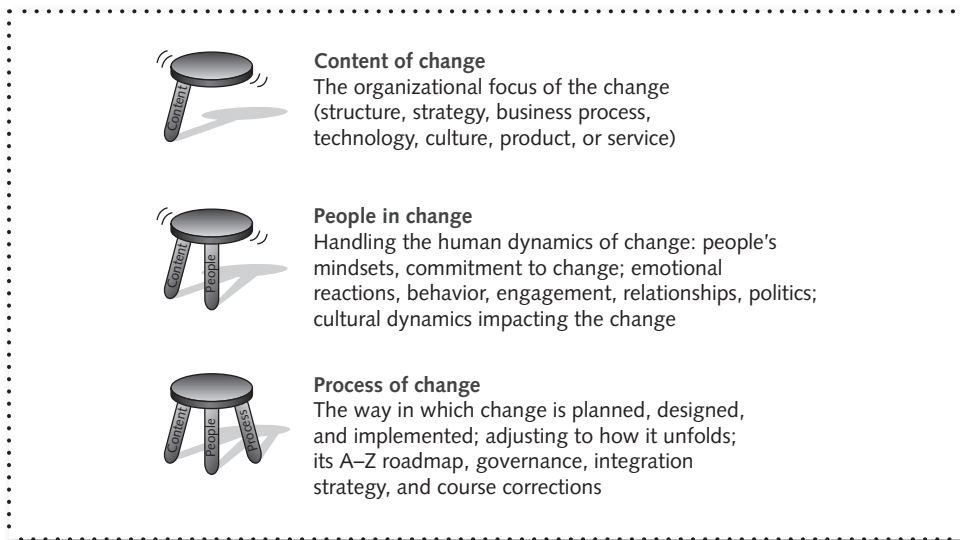 Content
Content of change
The organizational focus of the change
(structure, strategy, business process,
technology, culture, product, or service)
Content
People
People in change
Handling the human dynamics of change: people’s
mindsets, commitment to change; emotional
reactions, behavior, engagement, relationships, politics;
cultural dynamics impacting the change
Content
People
Process
Process of change
The way in which change is planned, designed,
and implemented; adjusting to how it unfolds;
its A–Z roadmap, governance, integration
strategy, and course corrections